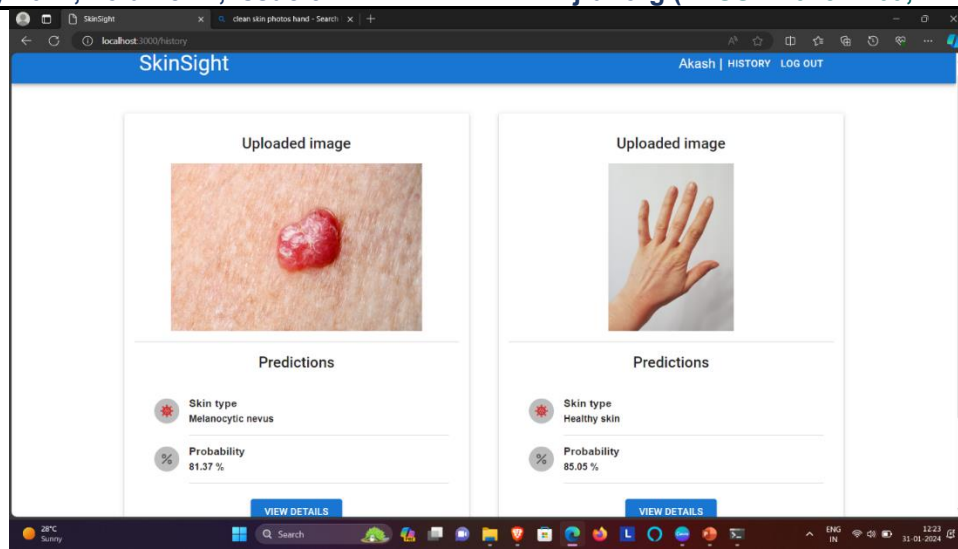 SkinSight
clean skin photos hand - Search
localhost:3000/history
SkinSight
Akash | HISTORY LOG OUT
Uploaded image
Uploaded image
Predictions
Predictions
Skin type
Melanocytic nevus
Skin type
Healthy skin
Probability
81.37 %
Probability
85.05 %
VIEW DETAILS
VIEW DETAILS
28°C
Sunny
Search
ENG
IN
12:23
31-01-2024